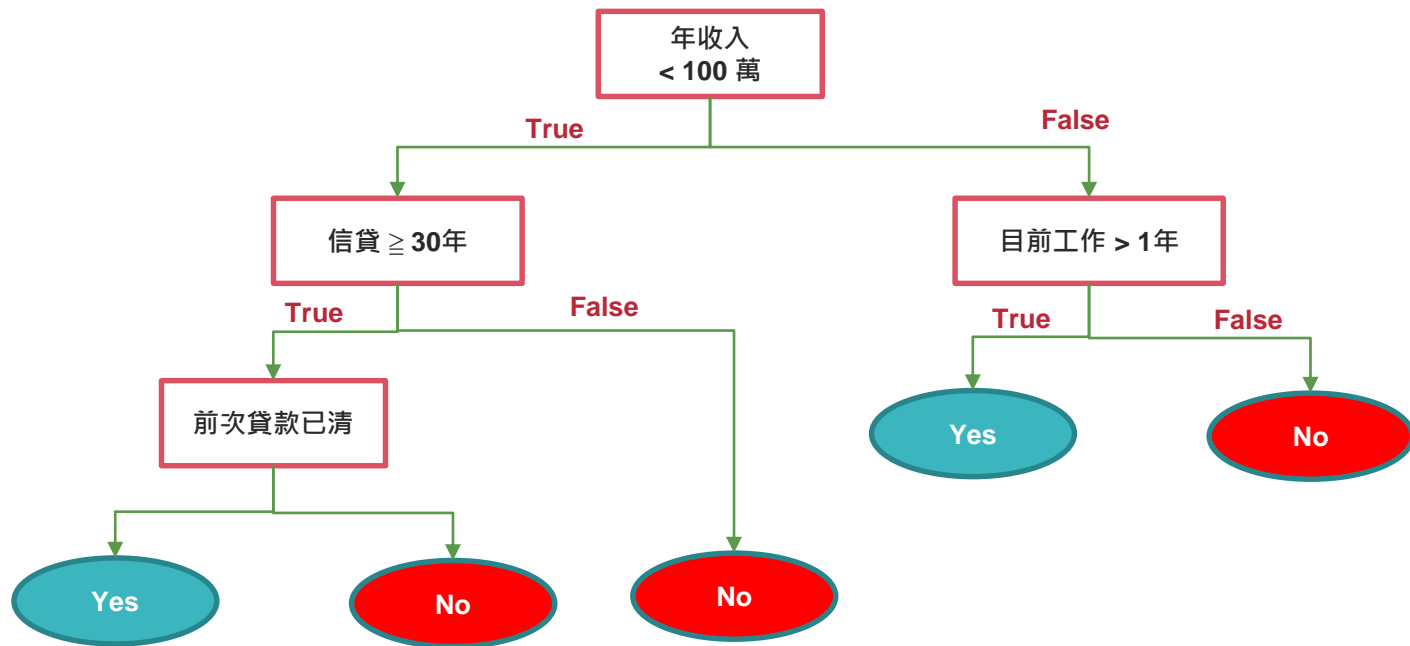 年收入
< 100 萬
True
False
信貸 ≧ 30年
目前工作 > 1年
True
False
True
False
前次貸款已清
Yes
No
Yes
No
No